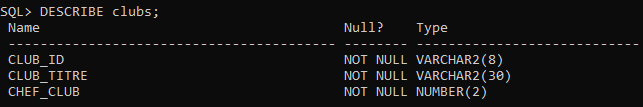 SQL> DESCRIBE clubs;
Name Null? Type
----------------------------------------- -------- ----------------------------
CLUB_ID NOT NULL VARCHAR2(8)
CLUB_TITRE NOT NULL VARCHAR2(30)
CHEF_CLUB NOT NULL NUMBER(2)